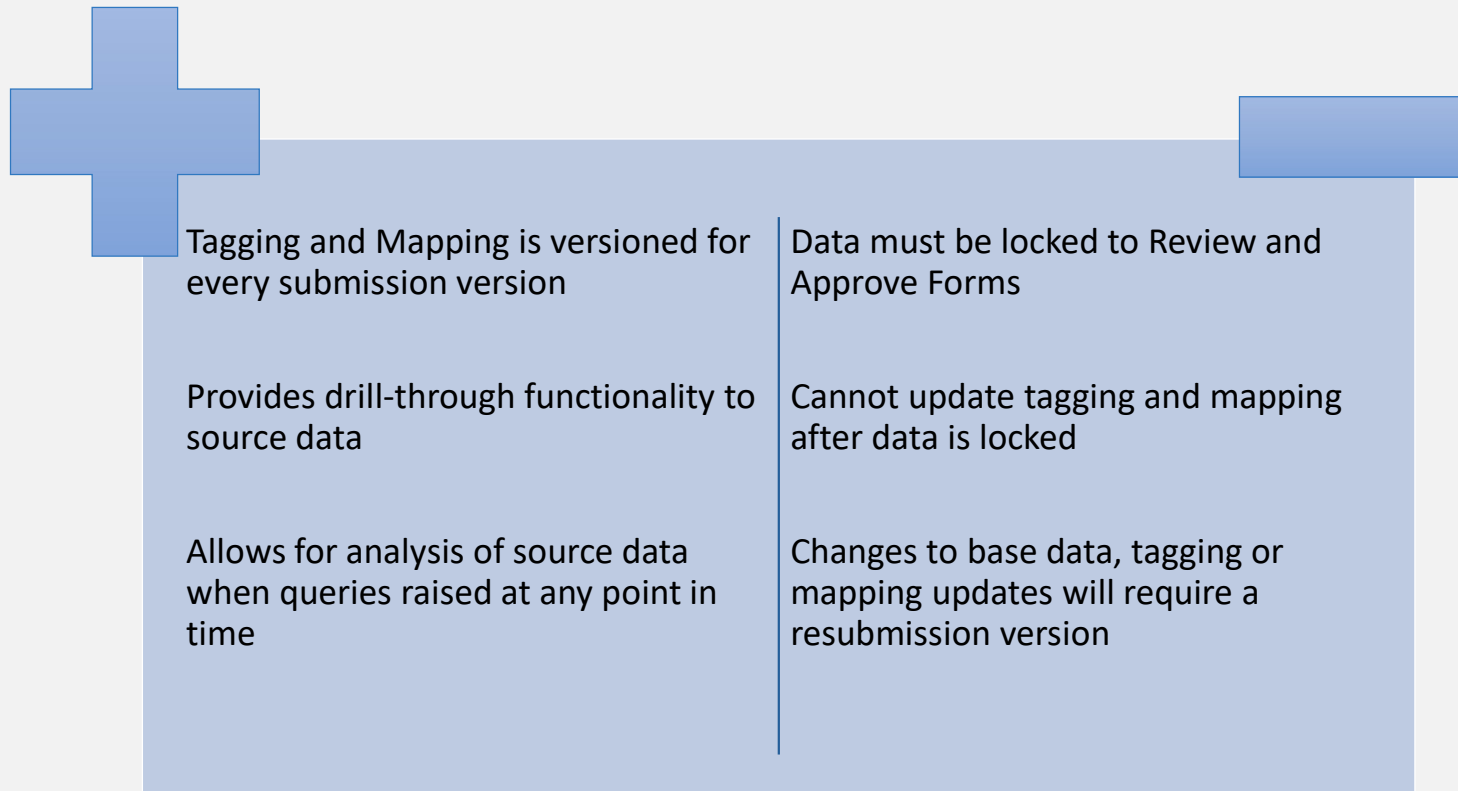 Tagging and Mapping is versioned for
every submission version
Provides drill-through functionality to
source data
Allows for analysis of source data
when queries raised at any point in
time
Data must be locked to Review and
Approve Forms
Cannot update tagging and mapping
after data is locked
Changes to base data, tagging or
mapping updates will require a
resubmission version